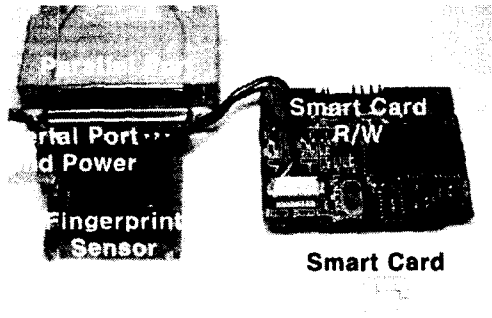 Parallel Port
Smart Card
R/W
erial Port
d Power
Fingerprint
Sensor
Smart Card